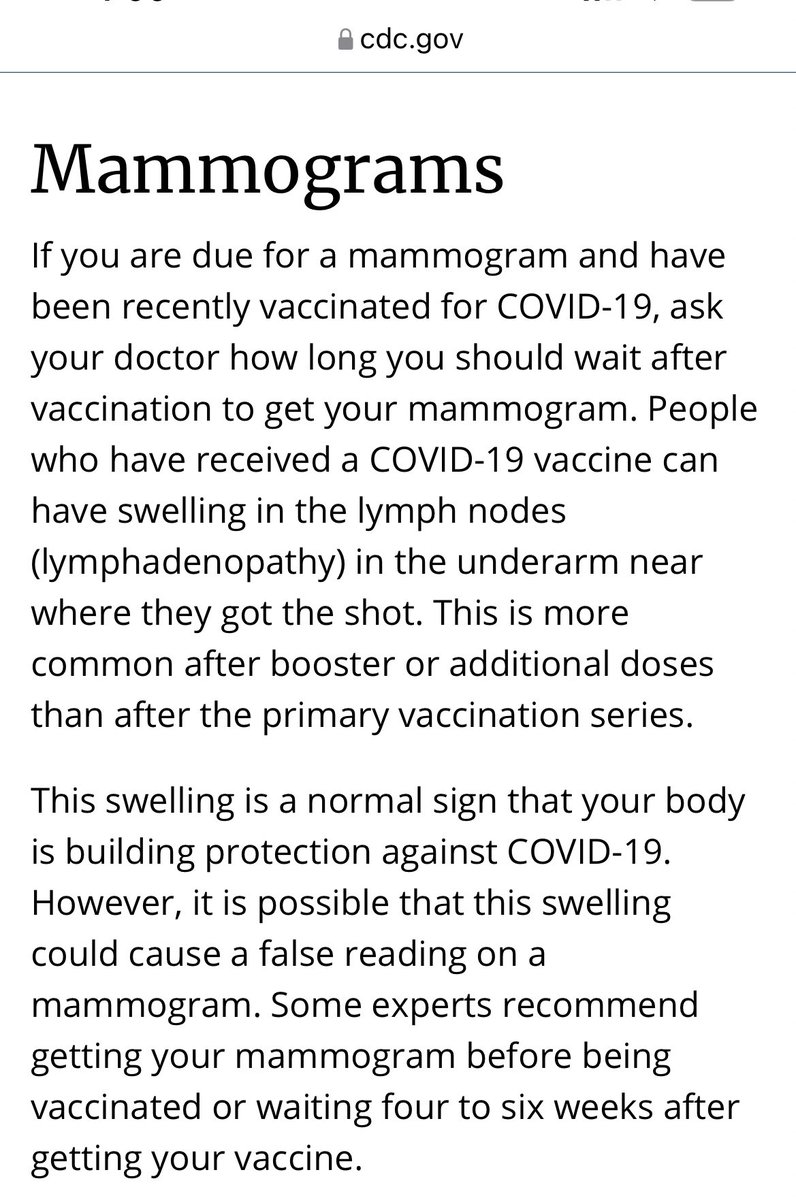 cdc.gov
Mammograms
If you are due for a mammogram and have
been recently vaccinated for COVID-19, ask
your doctor how long you should wait after
vaccination to get your mammogram. People
who have received a COVID-19 vaccine can
have swelling in the lymph nodes
(lymphadenopathy) in the underarm near
where they got the shot. This is more
common after booster or additional doses
than after the primary vaccination series.
This swelling is a normal sign that your body
is building protection against COVID-19.
However, it is possible that this swelling
could cause a false reading on a
mammogram. Some experts recommend
getting your mammogram before being
vaccinated or waiting four to six weeks after
getting your vaccine.